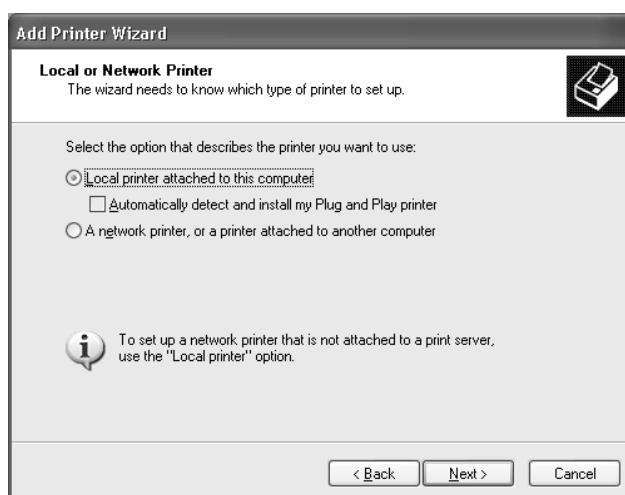 Add Printer Wizard
Local or Network Printer
The wizard needs to know which type of printer to set up.
Select the option that describes the printer you want to use:
Local printer attached to this computer
Automatically detect and install my Plug and Play printer
A network printer, or a printer attached to another computer
To set up a network printer that is not attached to a print server,
use the "Local printer" option.
< Back Next > Cancel